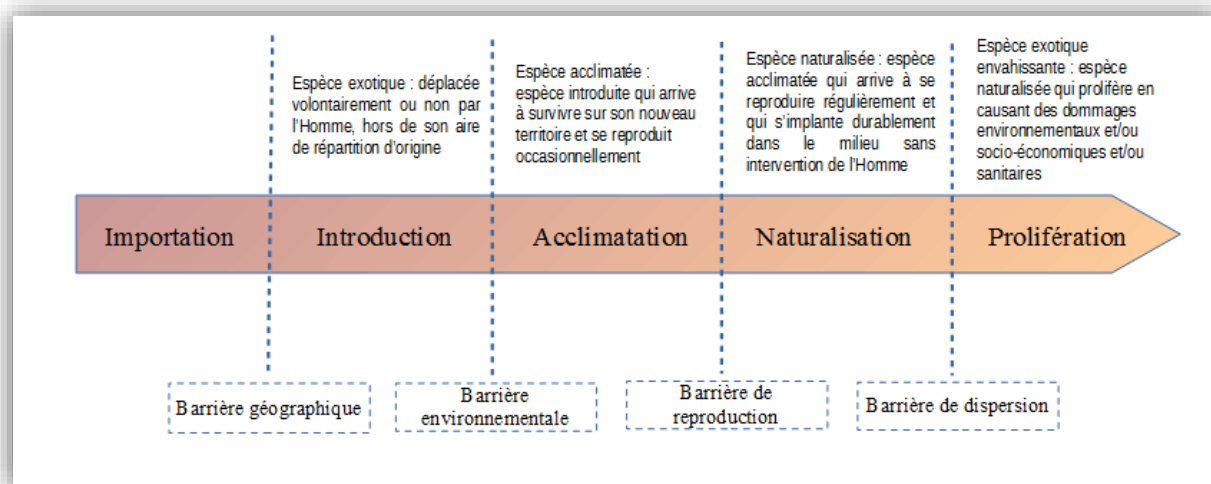 Espèce exotique : déplacée
volontairement ou non par
l'Homme, hors de son aire
de répartition d'origine
Espèce acclimatée :
espèce introduite qui arrive
à survivre sur son nouveau
territoire et se reproduit
occasionnellement
Espèce naturalisée : espèce
acclimatée qui arrive à se
reproduire régulièrement et
qui s'implante durablement
dans le milieu sans
intervention de l'Homme
Espèce exotique
envahissante : espèce
naturalisée qui prolifère en
causant des dommages
environnementaux et/ou
socio-économiques et/ou
sanitaires
Importation
Introduction
Acclimatation
Naturalisation
Prolifération
Barrière géographique
Barrière
environnementale
Barrière de
reproduction
Barrière de dispersion